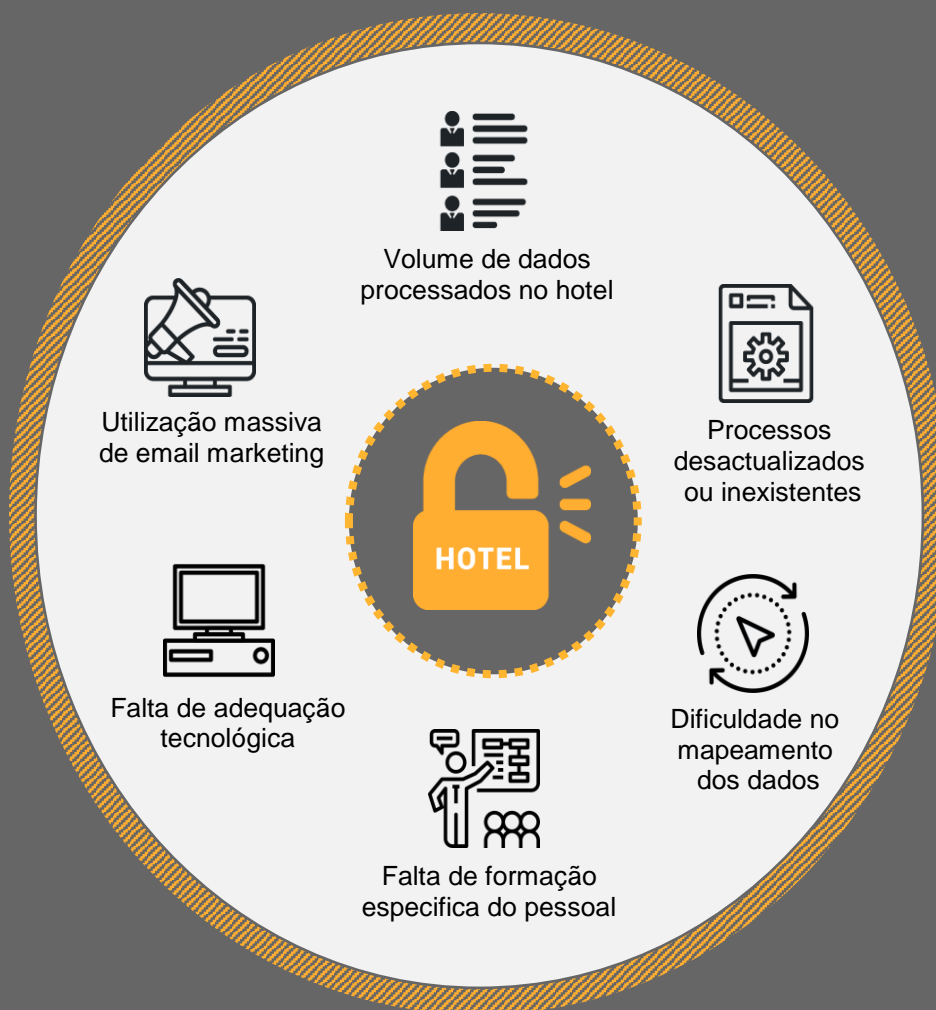 Volume de dados
processados no hotel
Utilização massiva
de email marketing
Processos
desactualizados
ou inexistentes
HOTEL
Falta de adequação
tecnológica
Dificuldade no
mapeamento
dos dados
Falta de formação
especifica do pessoal